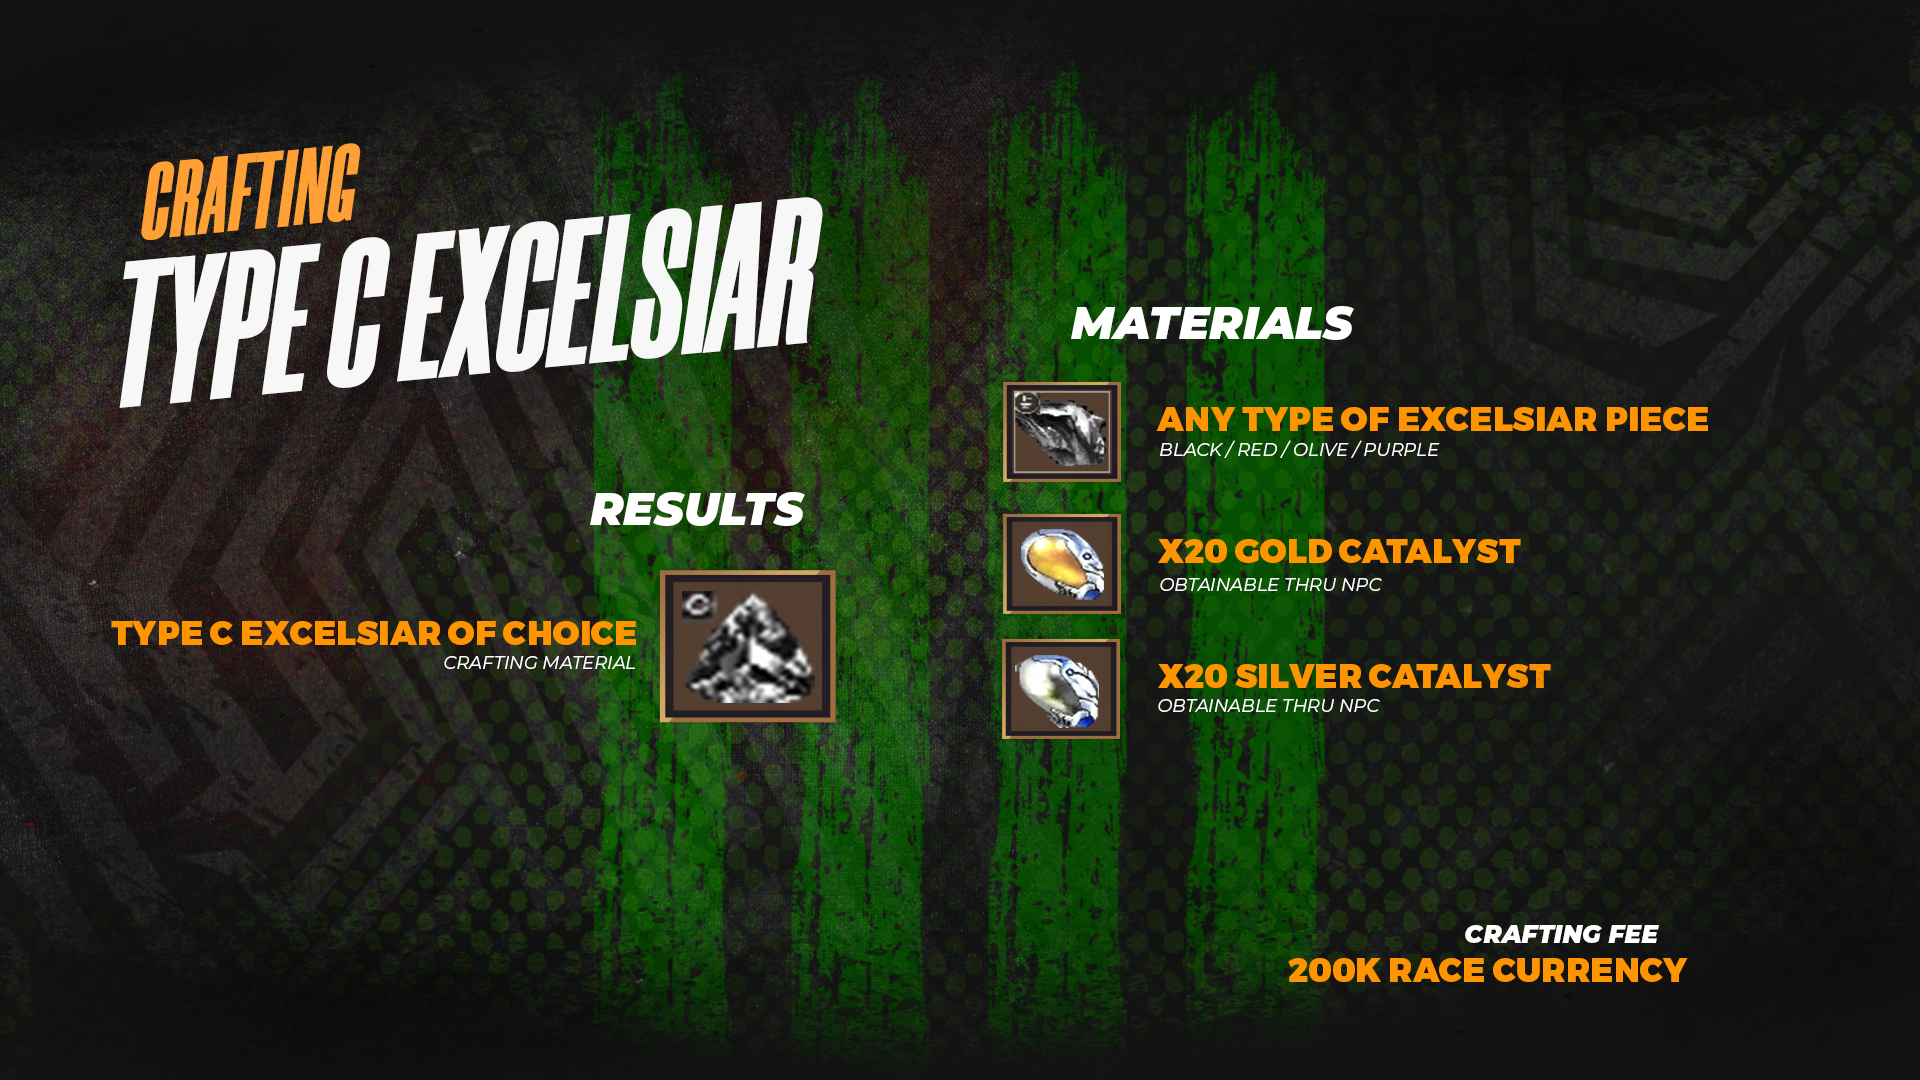 CRAFTING
TYPE C EXCELSIAR
RESULTS
TYPE C EXCELSIAR OF CHOICE
CRAFTING MATERIAL
C
MATERIALS
ANY TYPE OF EXCELSIAR PIECE
BLACK / RED / OLIVE / PURPLE
X20 GOLD CATALYST
OBTAINABLE THRU NPC
X20 SILVER CATALYST
OBTAINABLE THRU NPC
CRAFTING FEE
200K RACE CURRENCY